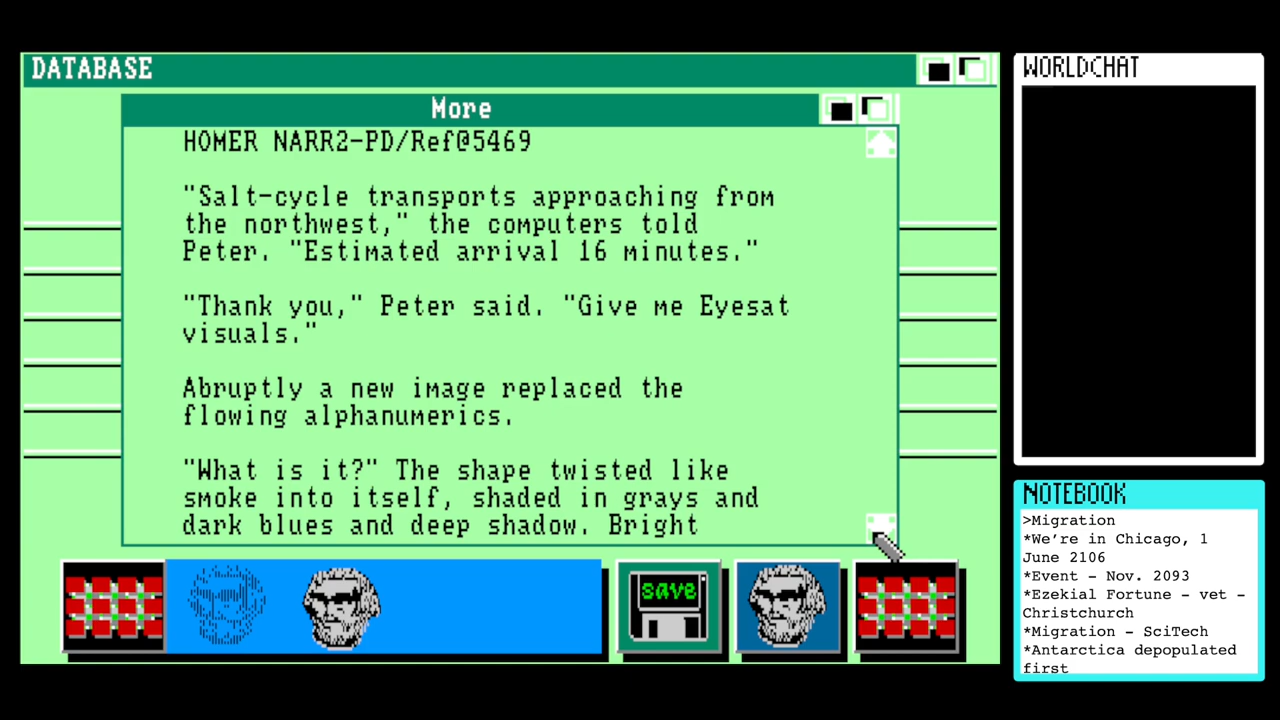 DATABASE
More
HOMER NARR2-PD/Ref@5469
"Salt-cycle transports approaching from
the northwest," the computers told
Peter. "Estimated arrival 16 minutes."
"Thank you," Peter said. "Give me Eyesat
visuals."
Abruptly a new image replaced the
flowing alphanumerics.
"What is it?" The shape twisted like
smoke into itself, shaded in grays and
dark blues and deep shadow. Bright
save
WORLDCHAT
NOTEBOOK
>Migration
*We're in Chicago, 1
June 2106
*Event - Nov. 2093
*Ezekial Fortune - vet -
Christchurch
*Migration - SciTech
*Antarctica depopulated
first